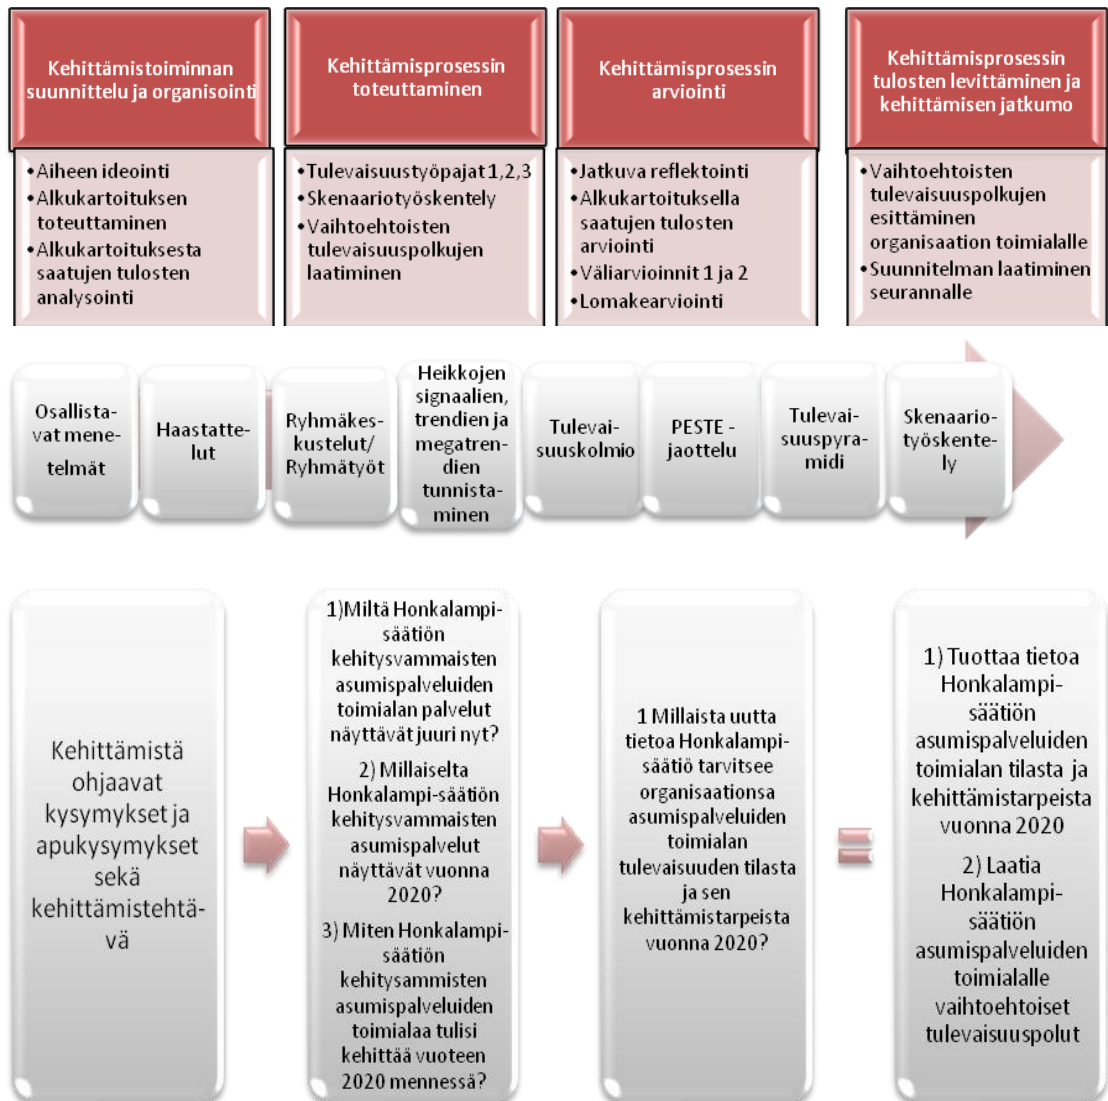 Kehittämistoiminnan
suunnittelu ja organisointi
• Aiheen ideointi
• Alkukartoituksen
toteuttaminen
• Alkukartoituksesta
saatujen tulosten
analysointi
Kehittämisprosessin
toteuttaminen
• Tulevaisuustyöpajat 1,2,3
• Skenaariotyöskentely
• Vaihtoehtoisten
tulevaisuuspolkujen
laatiminen
Kehittämisprosessin
arviointi
• Jatkuva reflektointi
• Alkukartoituksella
saatujen tulosten
arviointi
• Väliarvioinnit 1 ja 2
• Lomakearviointi
Kehittämisprosessin
tulosten levittäminen ja
kehittämisen jatkumo
• Vaihtoehtoisten
tulevaisuuspolkujen
esittäminen
organisaation toimialalle
• Suunnitelman laatiminen
seurannalle
Osallista-
vat mene-
telmät
Haastatte-
lut
Ryhmäkes-
kustelut/
Ryhmätyöt
Heikkojen
signaalien,
trendien ja
megatren-
dien
tunnista-
minen
Tulevai-
suuskolmio
PESTE -
jaottelu
Tulevai-
suuspyra-
midi
Skenaario-
työskente-
ly
Kehittämistä
ohjaavat
kysymykset ja
apukysymykset
sekä
kehittämistehtä-
vä
1)Miltä Honkalampi-
säätiön
kehitysvammaisten
asumispalveluiden
toimialan palvelut
näyttävät juuri nyt?
2) Millaiselta
Honkalampi-säätiön
kehitysvammaisten
asumispalvelut
näyttävät vuonna
2020?
3) Miten Honkalampi-
säätiön
kehitysammisten
asumispalveluiden
toimialaa tulisi
kehittää vuoteen
2020 mennessä?
1 Millaista uutta
tietoa Honkalampi-
säätiö tarvitsee
organisaationsa
asumispalveluiden
toimialan
tulevaisuuden tilasta
ja sen
kehittämistarpeista
vuonna 2020?
1) Tuottaa tietoa
Honkalampi-
säätiön
asumispalveluiden
toimialan tilasta ja
kehittämistarpeista
vuonna 2020
2) Laatia
Honkalampi-
säätiön
asumispalveluiden
toimialalle
vaihtoehtoiset
tulevaisuuspolut